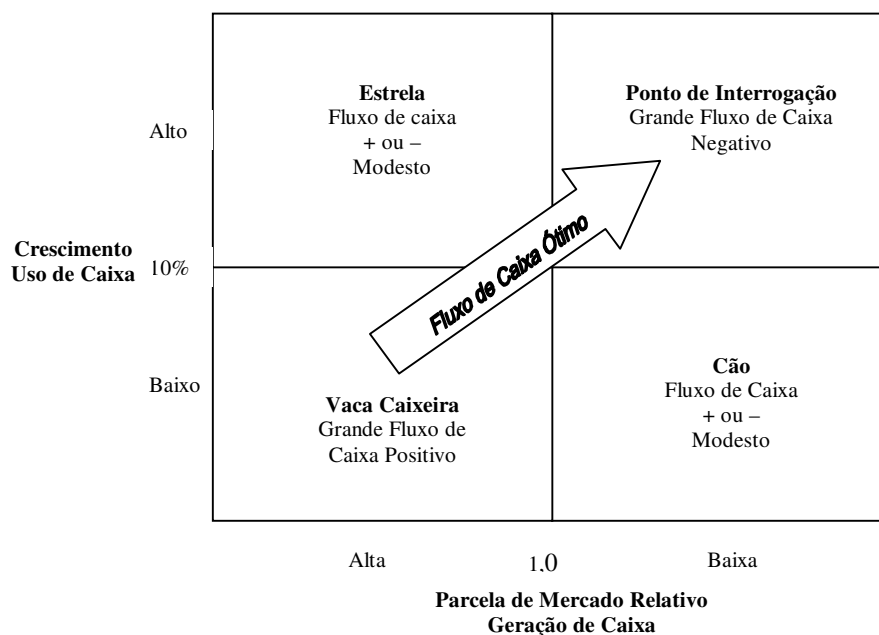 Estrela
Fluxo de caixa
+ ou –
Modesto
Ponto de Interrogação
Grande Fluxo de Caixa
Negativo
Alto
Crescimento
Uso de Caixa
10%
Fluxo de Caixa Ótimo
Baixo
Vaca Caixeira
Grande Fluxo de
Caixa Positivo
Cão
Fluxo de Caixa
+ ou –
Modesto
Alta
1,0
Baixa
Parcela de Mercado Relativo
Geração de Caixa